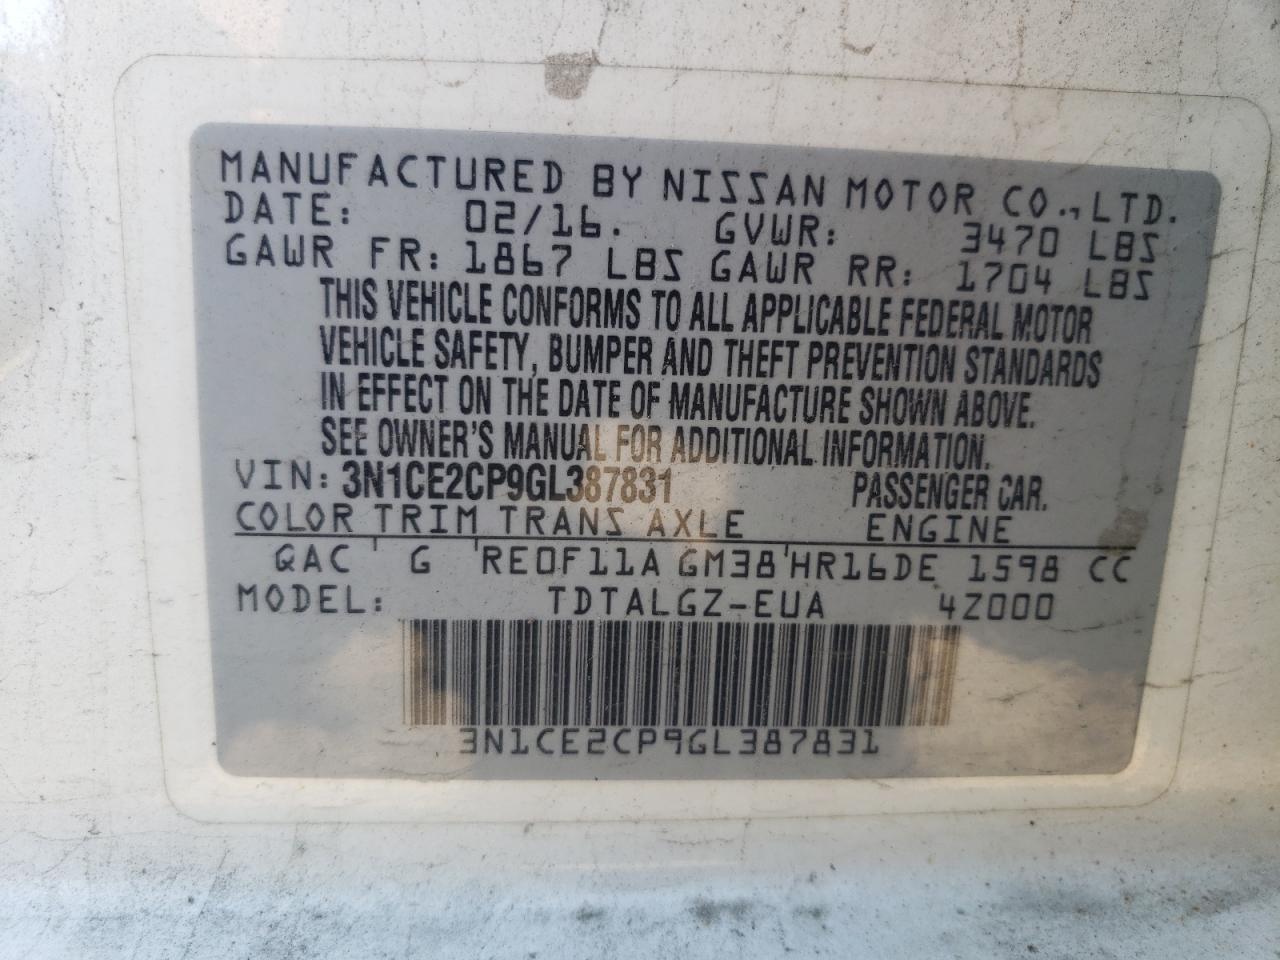 MANUFACTURED BY NISSAN MOTOR CO.,LTD.
DATE: 02/16. GVWR: 3470 LBS
GAWR FR: 1867 LBS GAWR RR: 1704 LBS
THIS VEHICLE CONFORMS TO ALL APPLICABLE FEDERAL MOTOR
VEHICLE SAFETY, BUMPER AND THEFT PREVENTION STANDARDS
IN EFFECT ON THE DATE OF MANUFACTURE SHOWN ABOVE.
SEE OWNER'S MANUAL FOR ADDITIONAL INFORMATION.
VIN: 3N1CE2CP9GL387831 PASSENGER CAR.
COLOR TRIM TRANS AXLE ENGINE
QAC ' G 'RE0F11A GM38'HR16DE 1598 CC
MODEL: TDTALGZ-EUA 4Z000
3N1CE2CP9GL387831